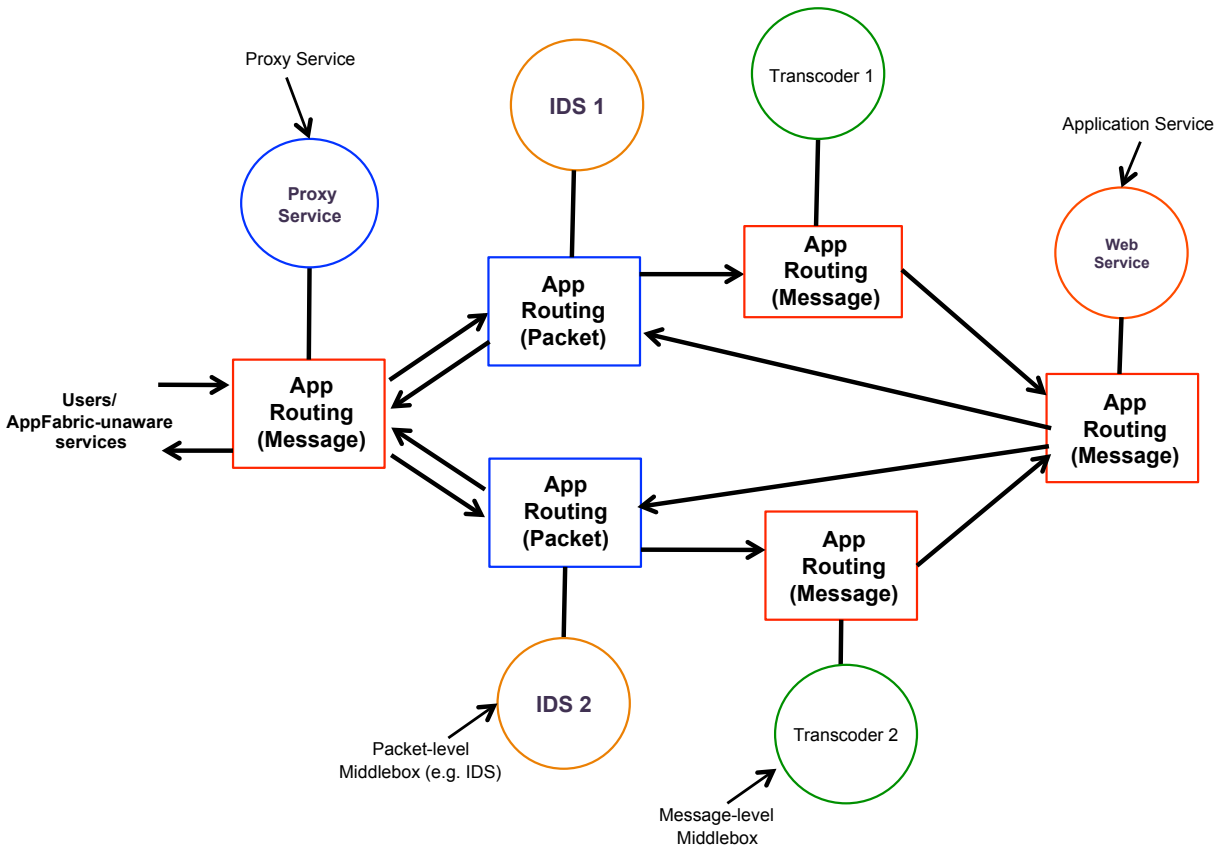 Proxy Service
IDS 1
Transcoder 1
Application Service
Proxy
Service
Web
Service
App
Routing
(Message)
App
Routing
(Packet)
App
Routing
(Message)
Users/
AppFabric-unaware
services
App
Routing
(Message)
App
Routing
(Packet)
App
Routing
(Message)
IDS 2
Transcoder 2
Packet-level
Middlebox (e.g. IDS)
Message-level
Middlebox